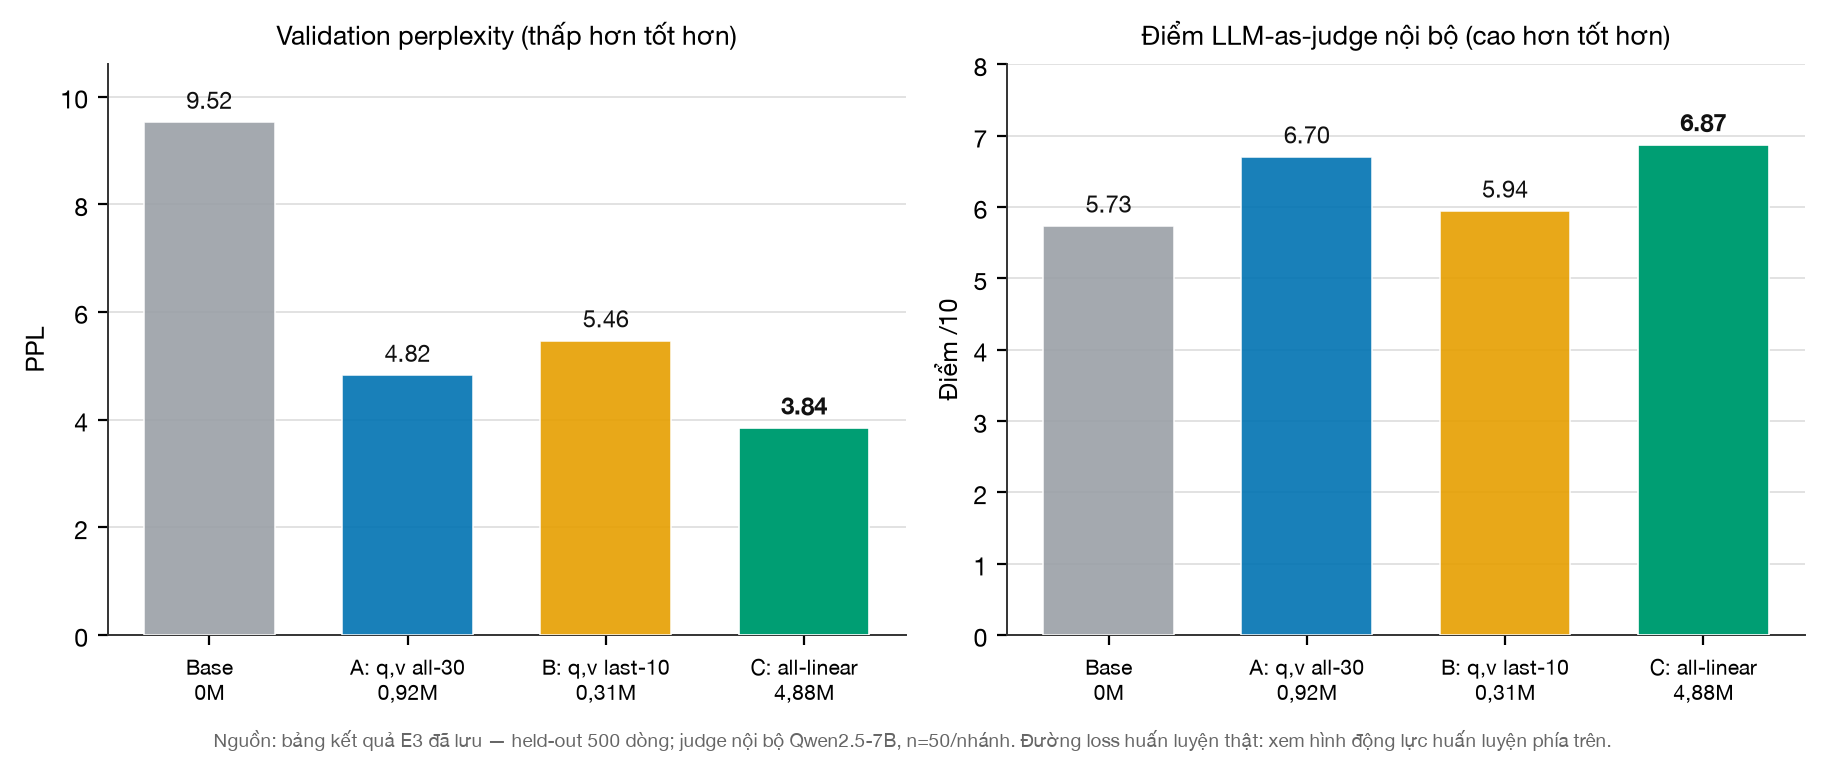 Validation perplexity (thấp hơn tốt hơn)
PPL
10
8
6
4
2
0
9.52
4.82
5.46
3.84
Base
0M
A: q,v all-30
0,92M
B: q,v last-10
0,31M
C: all-linear
4,88M
Điểm LLM-as-judge nội bộ (cao hơn tốt hơn)
Điểm /10
8
7
6
5
4
3
2
1
0
5.73
6.70
5.94
6.87
Base
0M
A: q,v all-30
0,92M
B: q,v last-10
0,31M
C: all-linear
4,88M
Nguồn: bảng kết quả E3 đã lưu — held-out 500 dòng; judge nội bộ Qwen2.5-7B, n=50/nhánh. Đường loss huấn luyện thật: xem hình động lực huấn luyện phía trên.